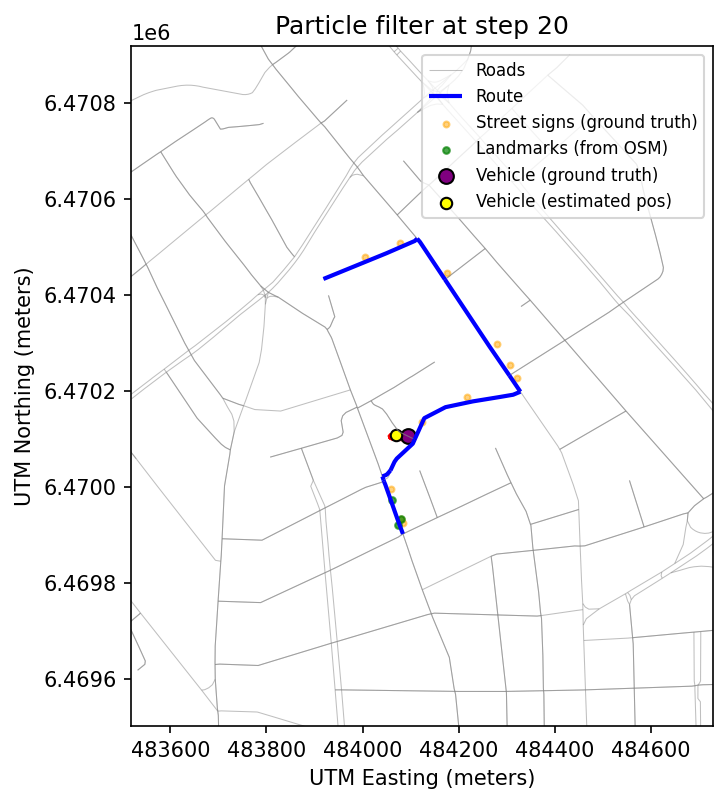 Particle filter at step 20
1e6
Roads
Route
Street signs (ground truth)
Landmarks (from OSM)
Vehicle (ground truth)
Vehicle (estimated pos)
6.4708
6.4706
6.4704
6.4702
6.4700
6.4698
6.4696
UTM Northing (meters)
483600 483800 484000 484200 484400 484600
UTM Easting (meters)